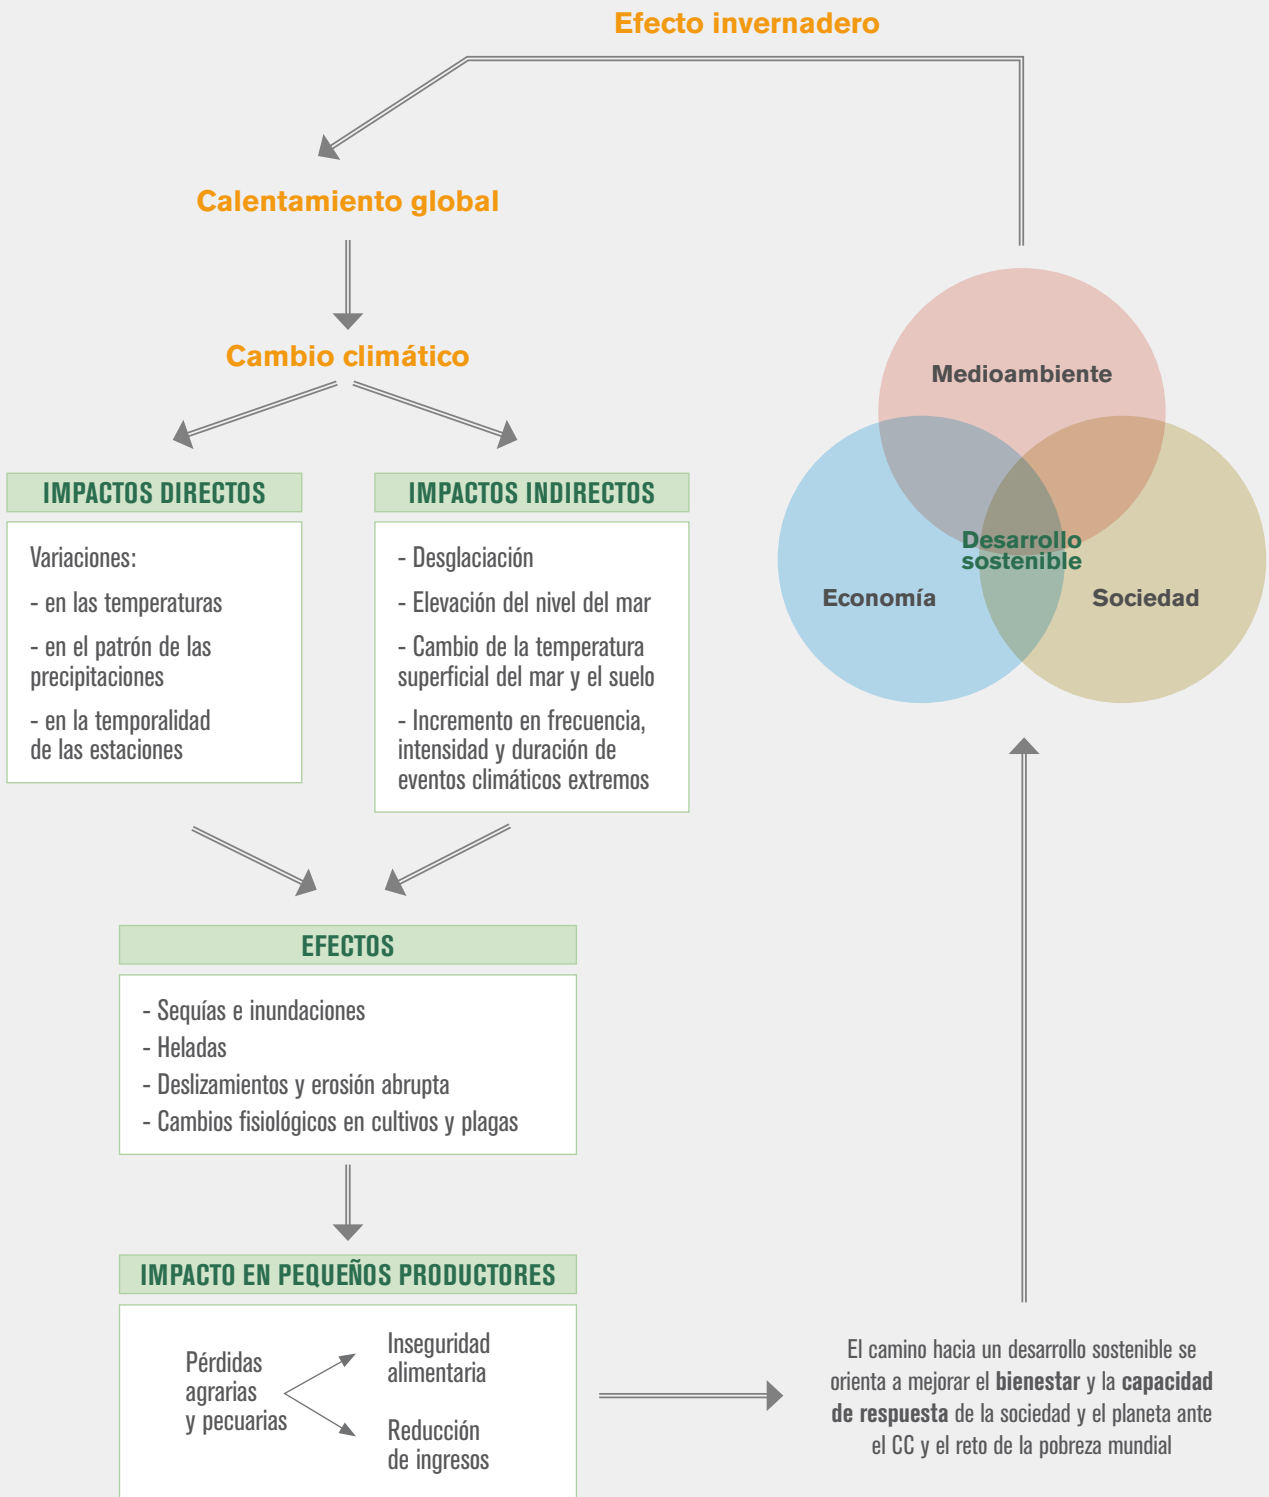 Efecto invernadero
Calentamiento global
Cambio climático
IMPACTOS DIRECTOS
Variaciones:
- en las temperaturas
- en el patrón de las
precipitaciones
- en la temporalidad
de las estaciones
IMPACTOS INDIRECTOS
- Desglaciación
- Elevación del nivel del mar
- Cambio de la temperatura
superficial del mar y el suelo
- Incremento en frecuencia,
intensidad y duración de
eventos climáticos extremos
EFECTOS
- Sequías e inundaciones
- Heladas
- Deslizamientos y erosión abrupta
- Cambios fisiológicos en cultivos y plagas
IMPACTO EN PEQUEÑOS PRODUCTORES
Pérdidas
agrarias
y pecuarias
Inseguridad
alimentaria
Reducción
de ingresos
El camino hacia un desarrollo sostenible se
orienta a mejorar el bienestar y la capacidad
de respuesta de la sociedad y el planeta ante
el CC y el reto de la pobreza mundial
Medioambiente
Desarrollo
sostenible
Economía
Sociedad